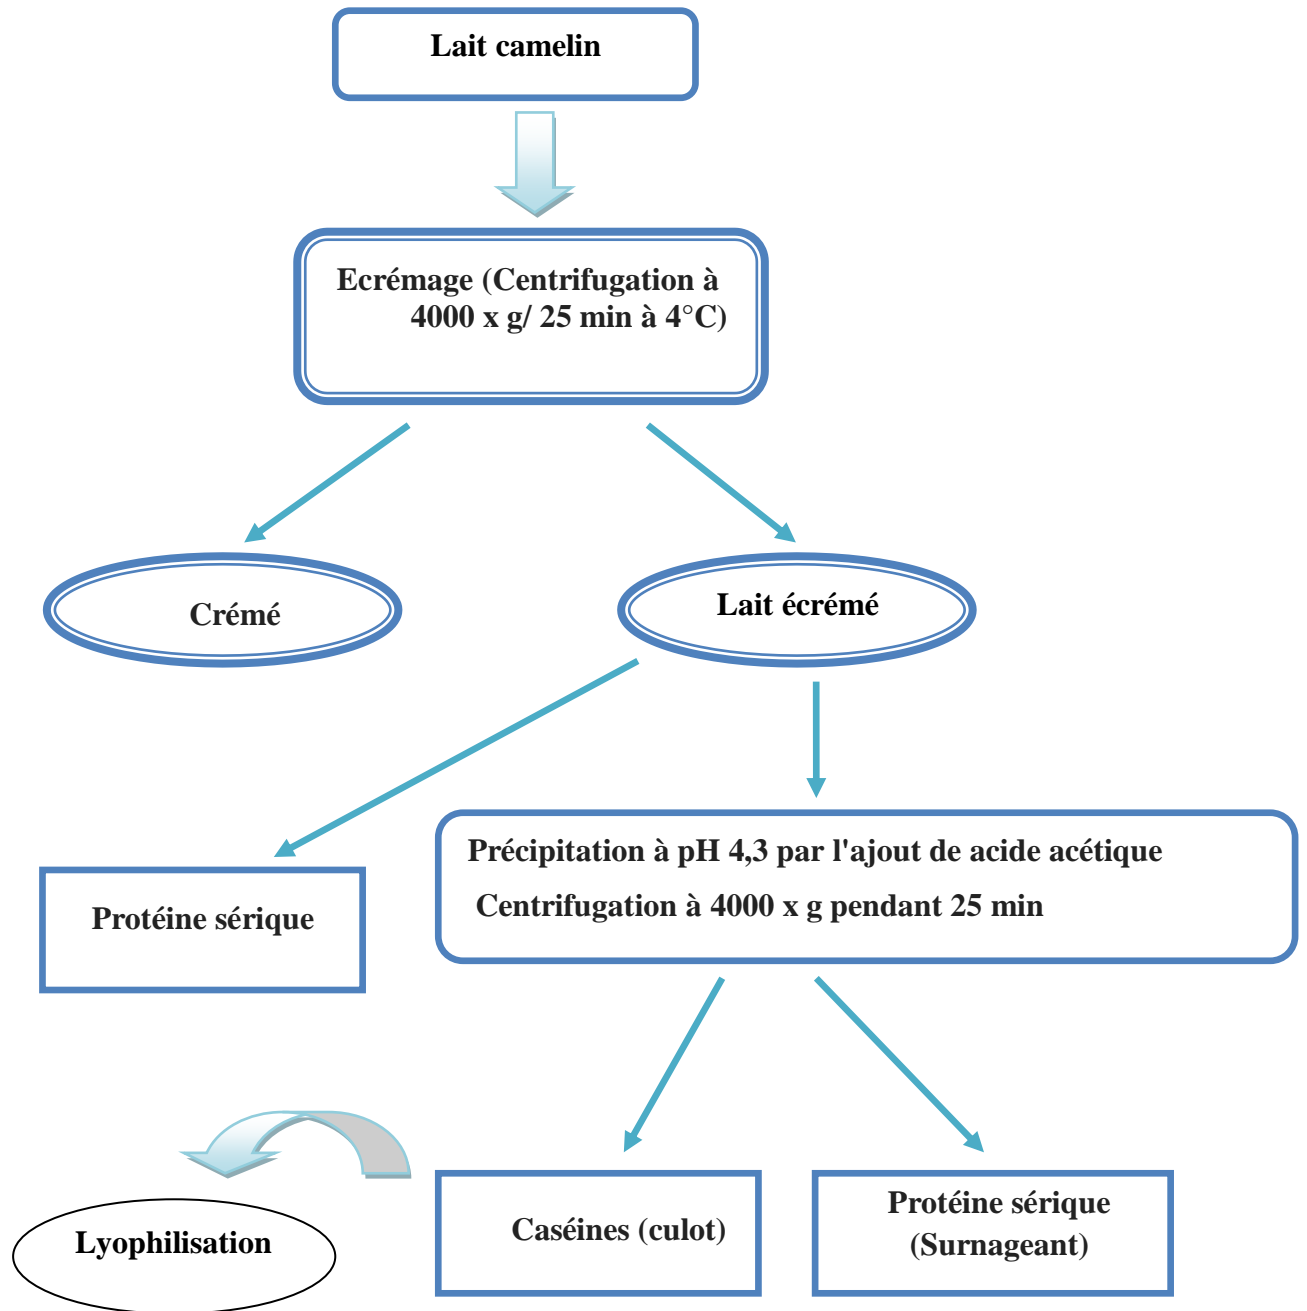 Lait camelin
Ecrémage (Centrifugation à
4000 x g/ 25 min à 4°C)
Crémé
Lait écrémé
Protéine sérique
Précipitation à pH 4,3 par l'ajout de acide acétique
Centrifugation à 4000 x g pendant 25 min
Lyophilisation
Caséines (culot)
Protéine sérique
(Surnageant)